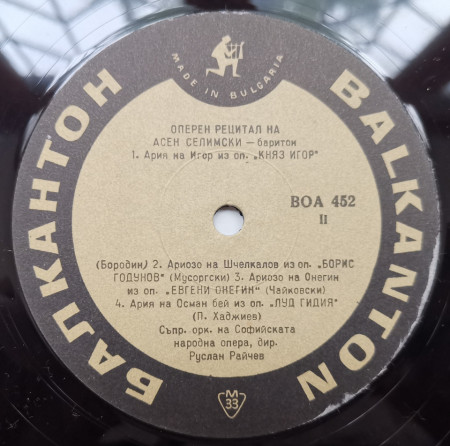 MADE IN BULGARIA
БАЛКАНТОН
BALKANTON
ОПЕРЕН РЕЦИТАЛ НА
АСЕН СЕЛИМСКИ — баритон
1. Ария на Игор из оп. „КНЯЗ ИГОР"
ВОА 452
II
(Бородин) 2. Ариозо на Шчелкалов из оп. „БОРИС
ГОДУНОВ" (Мусоргски) 3. Ариозо на Онегин
из оп. „ЕВГЕНИ ОНЕГИН" (Чайковски)
4. Ария на Осман бей из оп. „ЛУД ГИДИЯ"
(П. Хаджиев)
Съпр. орк. на Софийската
народна опера, дир.
Руслан Райчев
М
33